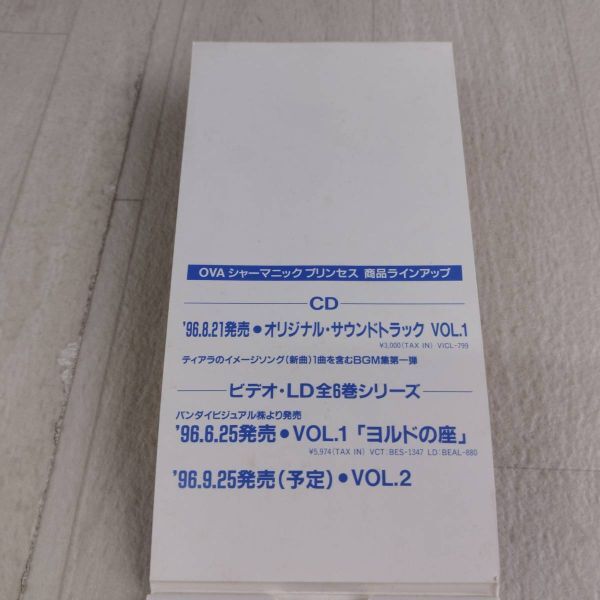 OVA シャーマニック プリンセス 商品ラインアップ
CD
'96.8.21発売●オリジナル・サウンドトラック VOL.1
¥3,000(TAX IN) VICL-799
ティアラのイメージソング(新曲)1曲を含むBGM集第一弾
ビデオ・LD全6巻シリーズ
バンダイビジュアル㈱より発売
'96.6.25発売●VOL.1「ヨルドの座」
¥5,974(TAX IN) VCT:BES-1347 LD:BEAL-880
'96.9.25発売(予定)●VOL.2